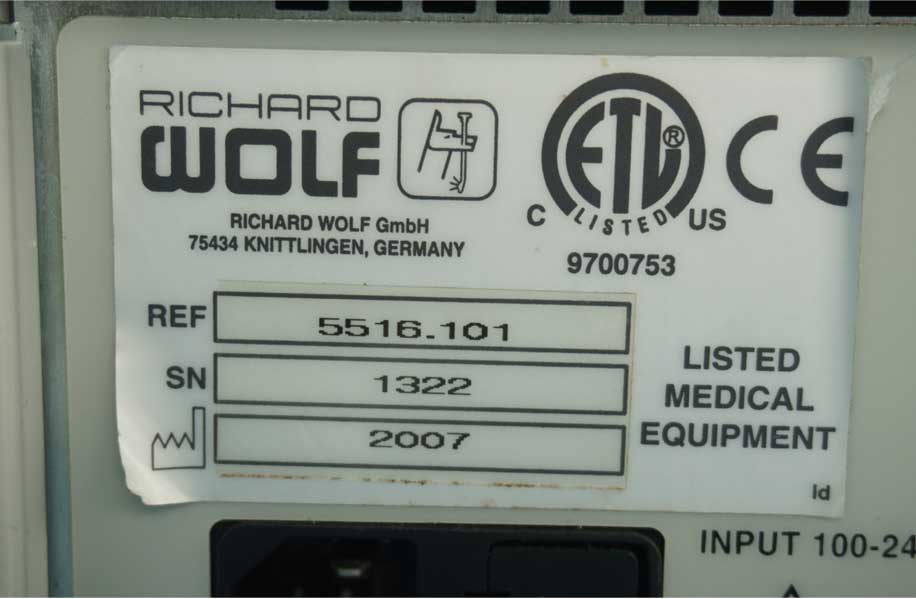 RICHARD
WOLF
RICHARD WOLF GmbH
75434 KNITTLINGEN, GERMANY
ETL®
LISTED
C US
9700753
CE
REF 5516.101
SN 1322
2007
LISTED
MEDICAL
EQUIPMENT
ld
INPUT 100-24